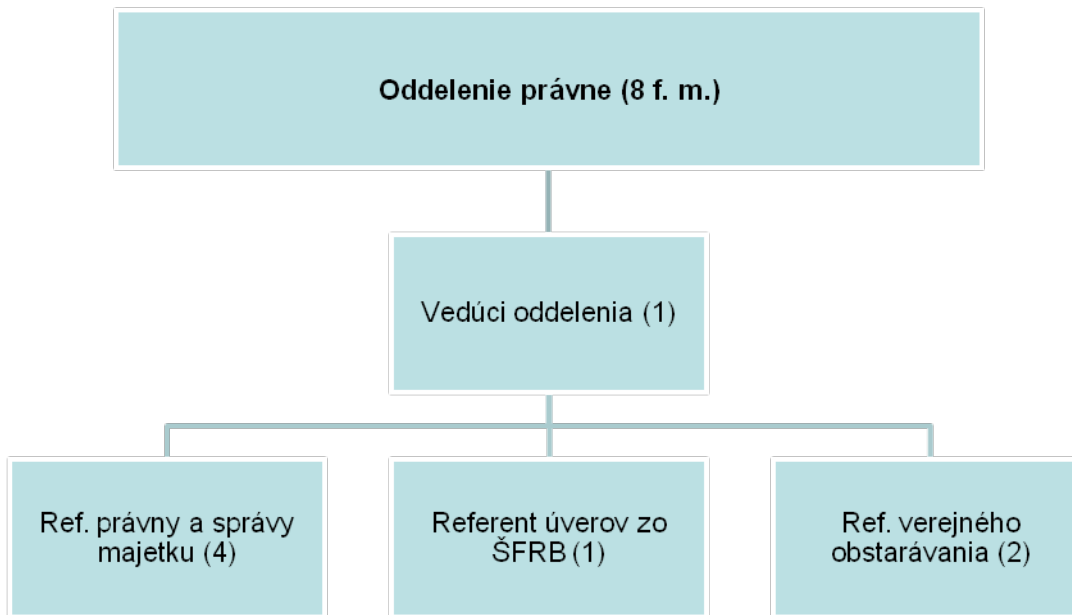 Oddelenie právne (8 f. m.)
Vedúci oddelenia (1)
Ref. právny a správy
majetku (4)
Referent úverov zo
ŠFRB (1)
Ref. verejného
obstarávania (2)